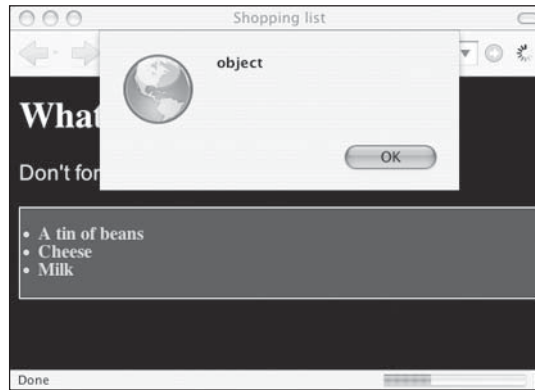 Shopping list
object
OK
What
Don't for
• A tin of beans
• Cheese
• Milk
Done